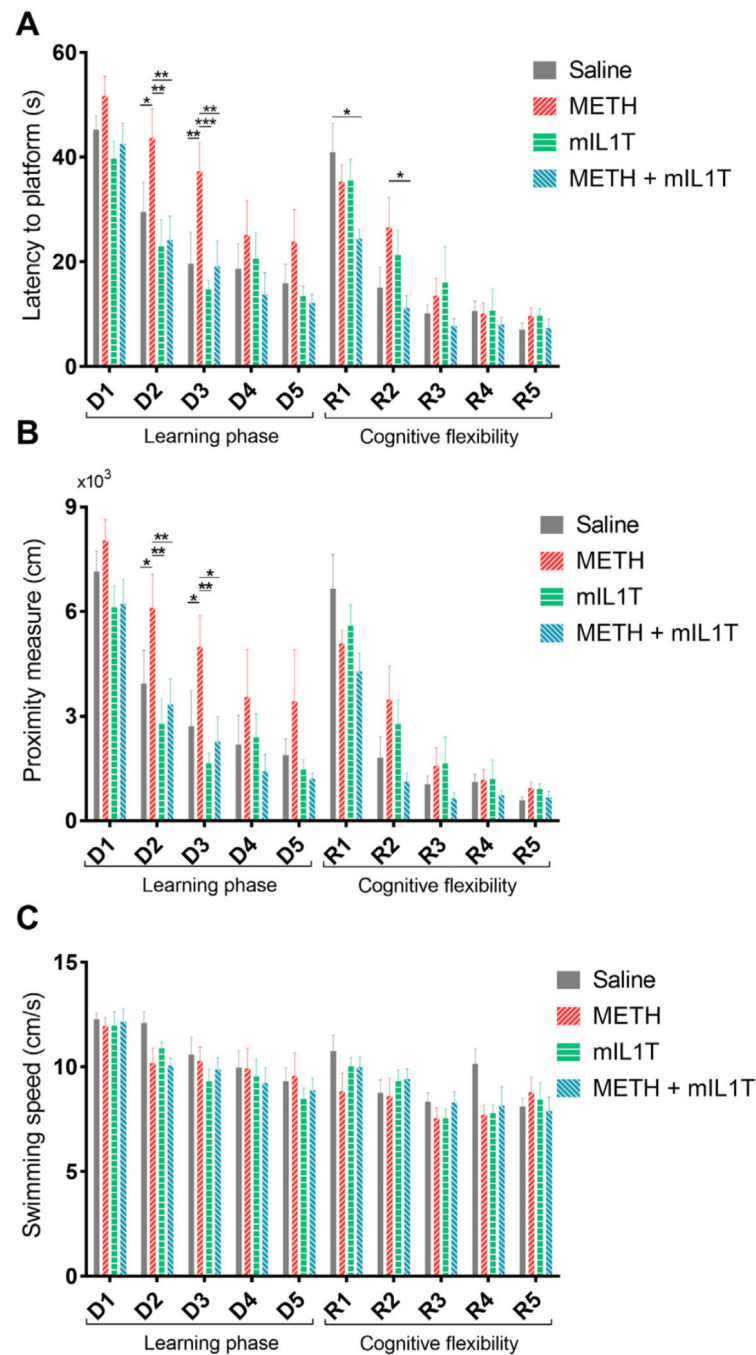 A
Latency to platform (s)
60
40
20
0
* ** **
** *** **
*
*
Saline
METH
mIL1T
METH + mIL1T
D1 D2 D3 D4 D5 R1 R2 R3 R4 R5
Learning phase Cognitive flexibility
B
x10³
Proximity measure (cm)
9
6
3
0
* ** **
* ** *
Saline
METH
mIL1T
METH + mIL1T
D1 D2 D3 D4 D5 R1 R2 R3 R4 R5
Learning phase Cognitive flexibility
C
Swimming speed (cm/s)
15
10
5
0
Saline
METH
mIL1T
METH + mIL1T
D1 D2 D3 D4 D5 R1 R2 R3 R4 R5
Learning phase Cognitive flexibility